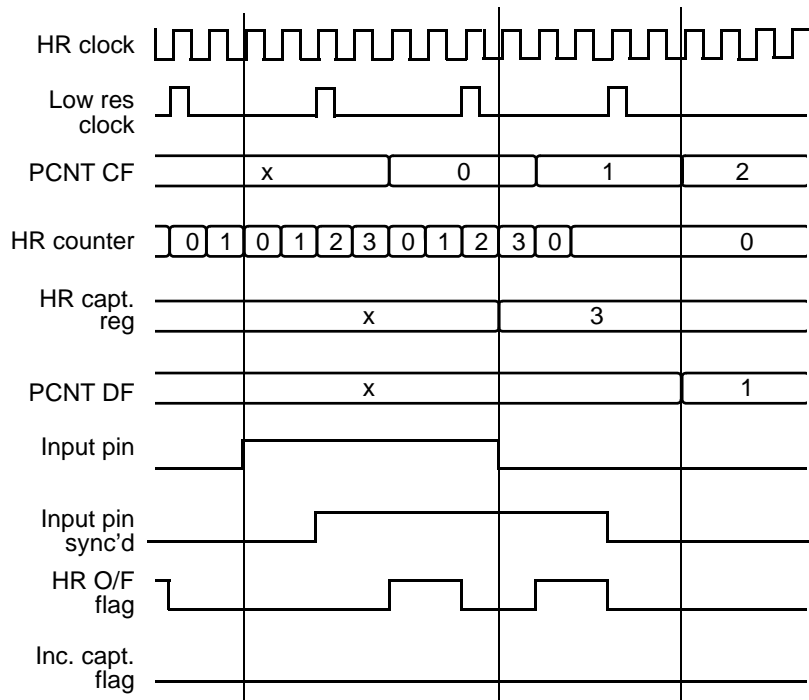 HR clock
Low res
clock
PCNT CF
x 0 1 2
HR counter
0 1 0 1 2 3 0 1 2 3 0 0
HR capt.
reg
x 3
PCNT DF
x 1
Input pin
Input pin
sync'd
HR O/F
flag
Inc. capt.
flag